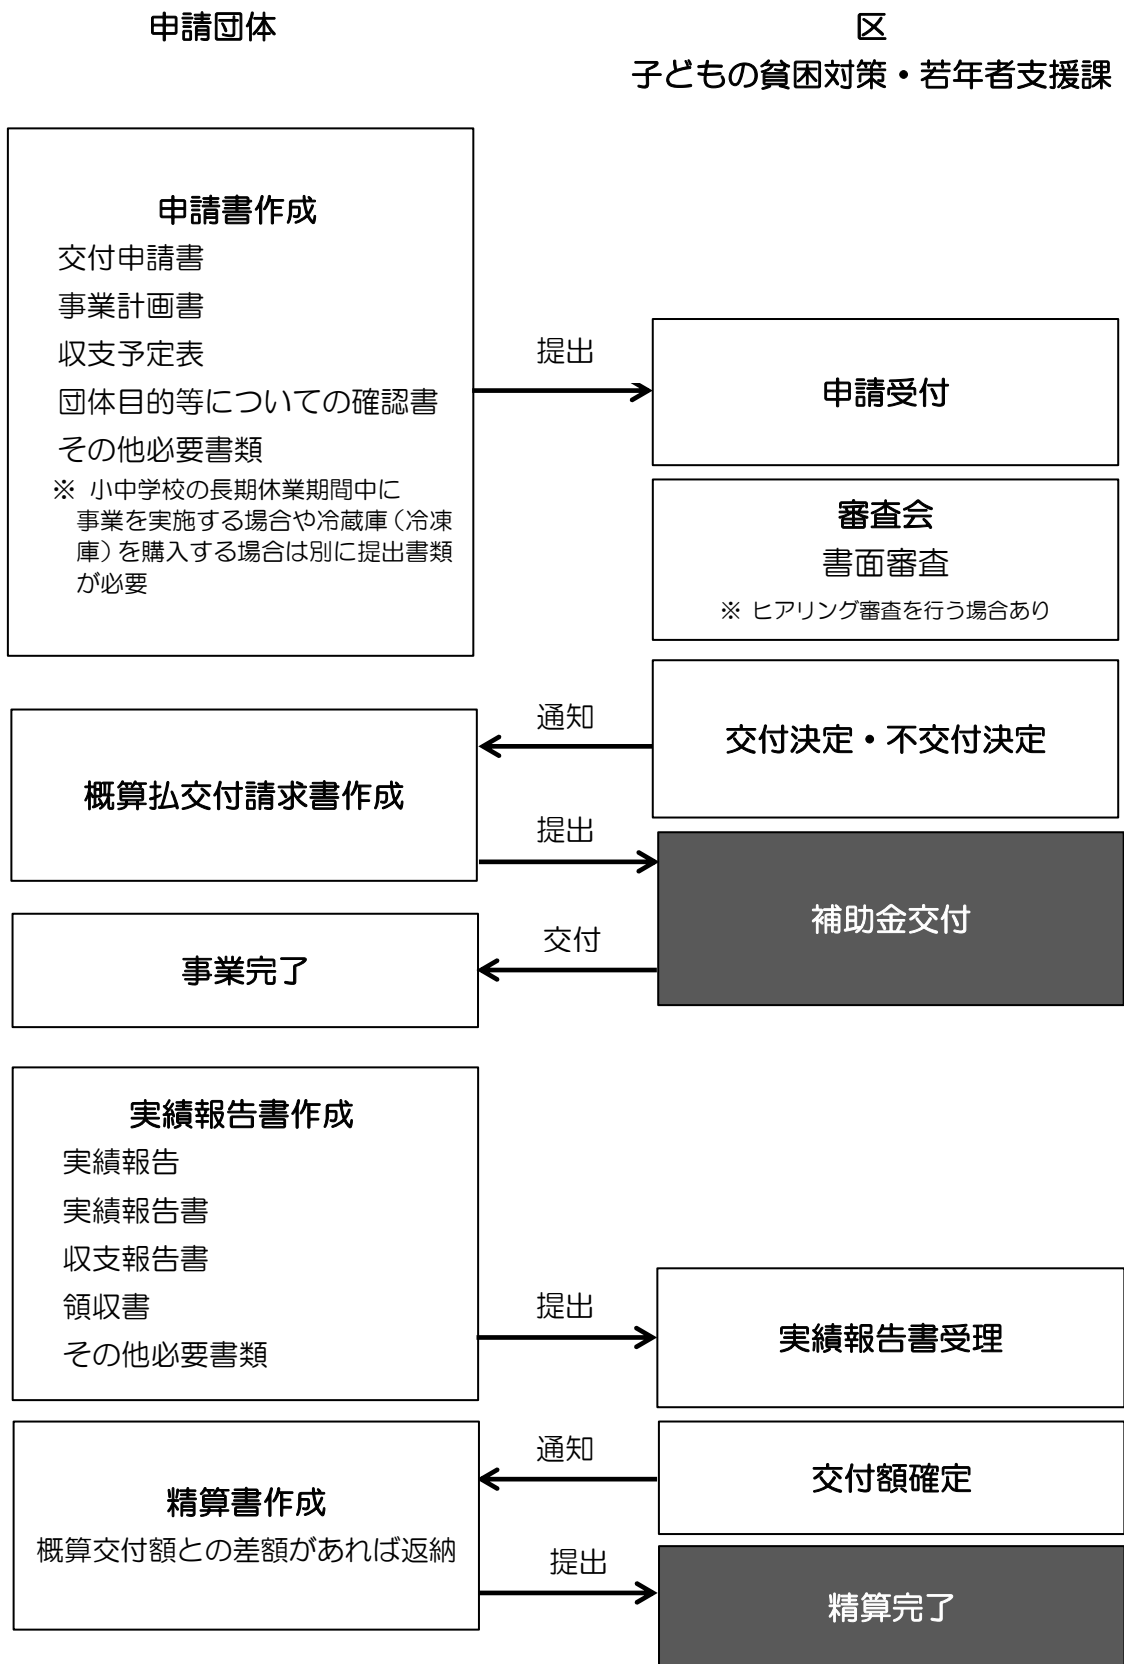 申請団体
区
子どもの貧困対策・若年者支援課
申請書作成
交付申請書
事業計画書
収支予定表
団体目的等についての確認書
その他必要書類
※ 小中学校の長期休業期間中に
事業を実施する場合や冷蔵庫（冷凍
庫）を購入する場合は別に提出書類
が必要
提出
申請受付
審査会
書面審査
※ ヒアリング審査を行う場合あり
通知
交付決定・不交付決定
概算払交付請求書作成
提出
補助金交付
交付
事業完了
実績報告書作成
実績報告
実績報告書
収支報告書
領収書
その他必要書類
提出
実績報告書受理
通知
交付額確定
精算書作成
概算交付額との差額があれば返納
提出
精算完了